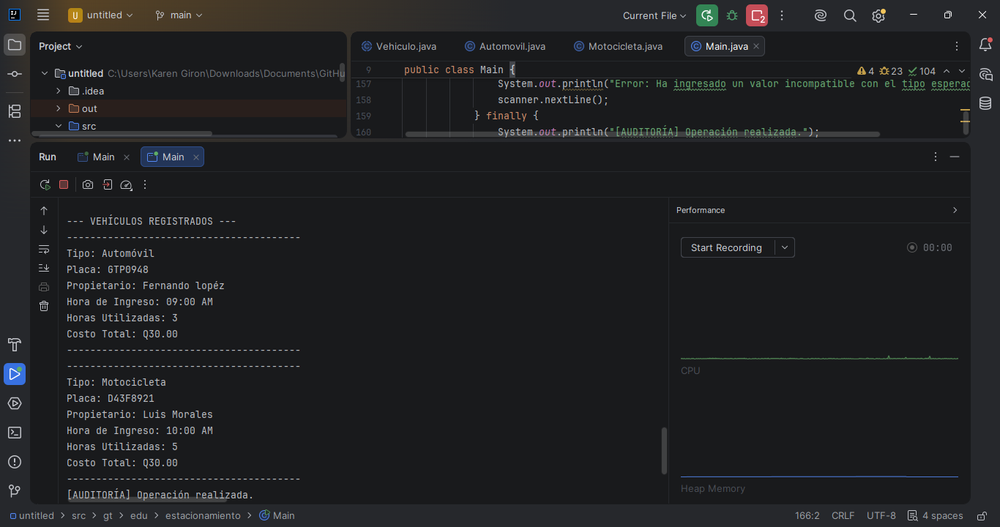 U untitled main Current File 2
Project
untitled C:\Users\Karen Giron\Downloads\Documents\GitHu
.idea
out
src
Vehiculo.java Automovil.java Motocicleta.java Main.java
9 public class Main { 4 23 104
157 System.out.println("Error: Ha ingresado un valor incompatible con el tipo esperad
158 scanner.nextLine();
159 } finally {
160 System.out.println("[AUDITORÍA] Operación realizada.");
Run Main Main
--- VEHÍCULOS REGISTRADOS ---
----------------------------------------
Tipo: Automóvil
Placa: GTP0948
Propietario: Fernando lopéz
Hora de Ingreso: 09:00 AM
Horas Utilizadas: 3
Costo Total: Q30.00
----------------------------------------
----------------------------------------
Tipo: Motocicleta
Placa: D43F8921
Propietario: Luis Morales
Hora de Ingreso: 10:00 AM
Horas Utilizadas: 5
Costo Total: Q30.00
----------------------------------------
[AUDITORÍA] Operación realizada.
Performance
Start Recording 00:00
CPU
Heap Memory
untitled > src > gt > edu > estacionamiento > Main
166:2 CRLF UTF-8 4 spaces